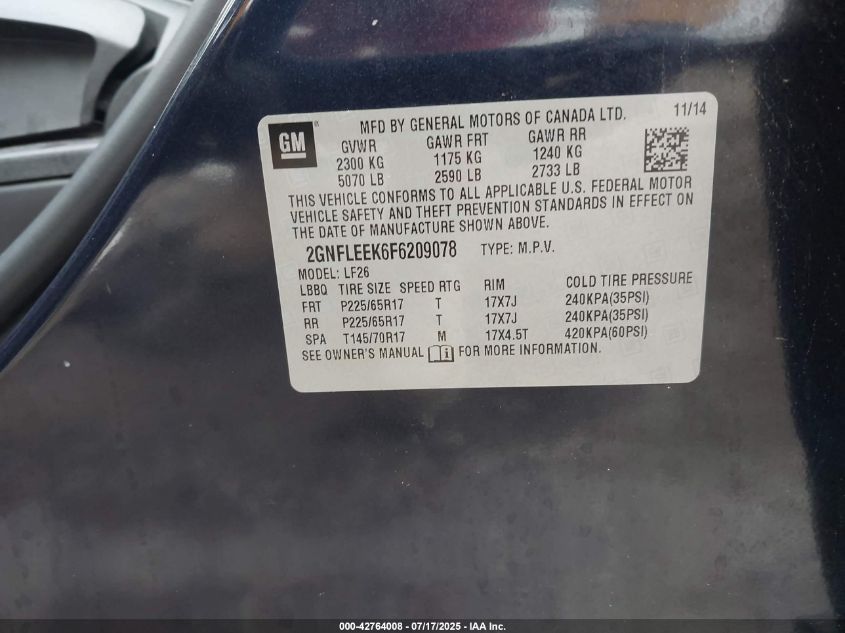 GM
MFD BY GENERAL MOTORS OF CANADA LTD. 11/14
GVWR GAWR FRT GAWR RR
2300 KG 1175 KG 1240 KG
5070 LB 2590 LB 2733 LB
THIS VEHICLE CONFORMS TO ALL APPLICABLE U.S. FEDERAL MOTOR
VEHICLE SAFETY AND THEFT PREVENTION STANDARDS IN EFFECT ON
THE DATE OF MANUFACTURE SHOWN ABOVE.
2GNFLEEK6F6209078 TYPE: M.P.V.
MODEL: LF26
LBBQ TIRE SIZE SPEED RTG RIM COLD TIRE PRESSURE
FRT P225/65R17 T 17X7J 240KPA(35PSI)
RR P225/65R17 T 17X7J 240KPA(35PSI)
SPA T145/70R17 M 17X4.5T 420KPA(60PSI)
SEE OWNER'S MANUAL FOR MORE INFORMATION.
000-42764008 - 07/17/2025 - IAA Inc.